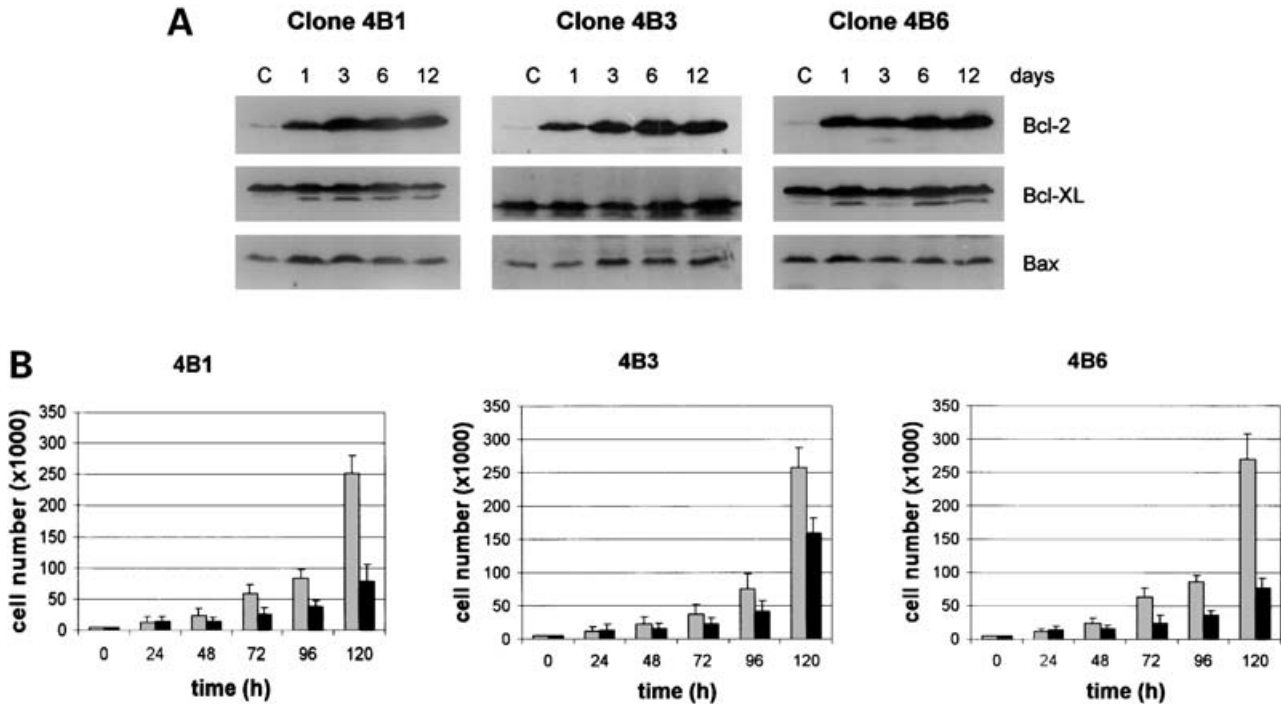 A
Clone 4B1
Clone 4B3
Clone 4B6
C 1 3 6 12
C 1 3 6 12
C 1 3 6 12 days
Bcl-2
Bcl-XL
Bax
B
4B1
cell number (x1000)
350
300
250
200
150
100
50
0
0 24 48 72 96 120
time (h)
4B3
cell number (x1000)
350
300
250
200
150
100
50
0
0 24 48 72 96 120
time (h)
4B6
cell number (x1000)
350
300
250
200
150
100
50
0
0 24 48 72 96 120
time (h)